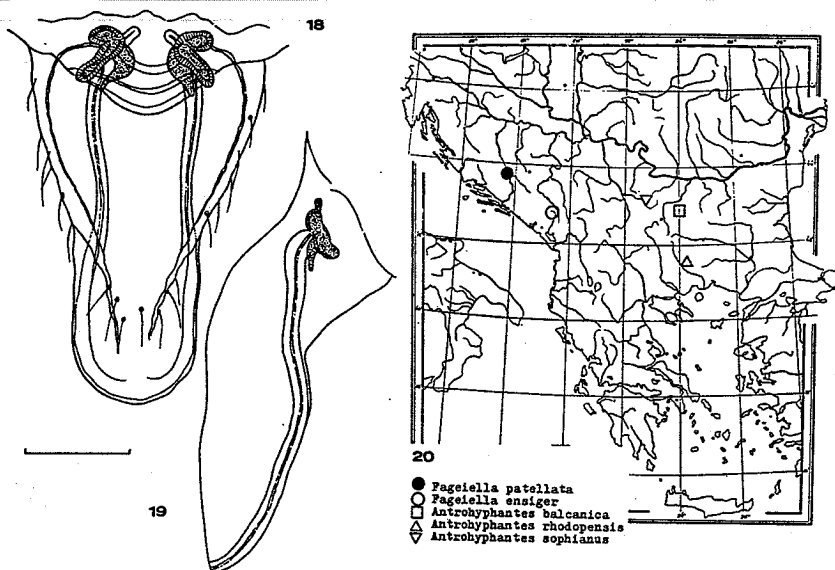 18
19
20
● Fageiella patellata
○ Fageiella ensiger
□ Antrohyphantes balcanica
△ Antrohyphantes rhodopensis
▽ Antrohyphantes sophianus